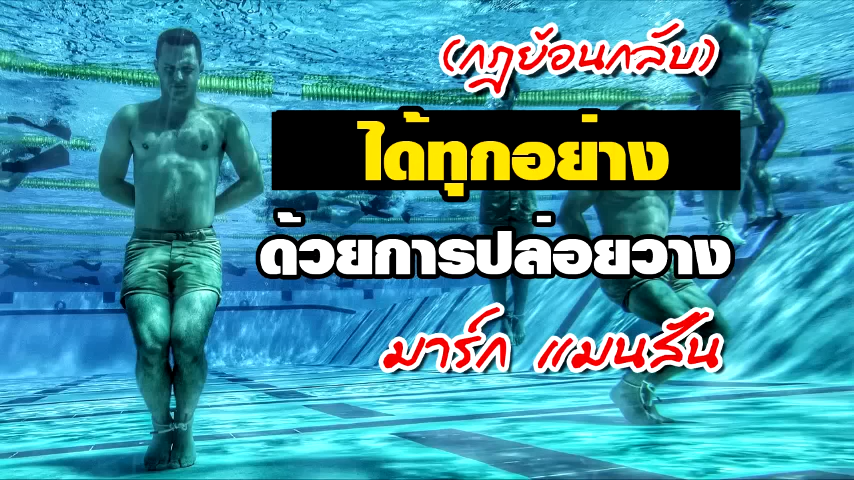 (กฎย้อนกลับ)
ได้ทุกอย่าง
ด้วยการปล่อยวาง
มาร์ก แมนสัน